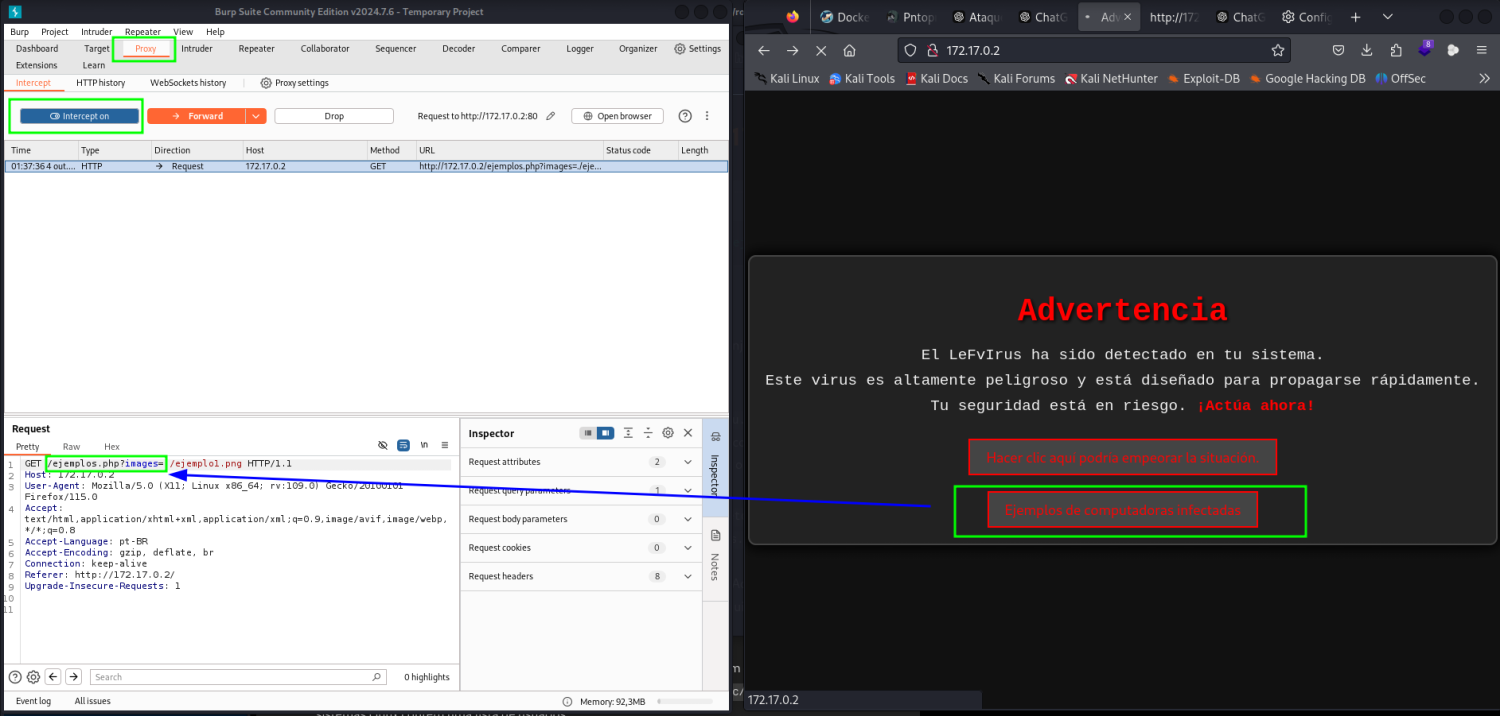 Burp Suite Community Edition v2024.7.6 - Temporary Project
Burp Project Intruder Repeater View Help
Dashboard Target Proxy Intruder Repeater Collaborator Sequencer Decoder Comparer Logger Organizer Settings
Extensions Learn
Intercept HTTP history WebSockets history Proxy settings
Intercept on Forward Drop Request to http://172.17.0.2:80 Open browser
Time Type Direction Host Method URL Status code Length
01:37:36 4 out.... HTTP → Request 172.17.0.2 GET http://172.17.0.2/ejemplos.php?images=./eje...
Request
Pretty Raw Hex
\n
1 GET /ejemplos.php?images= /ejemplo1.png HTTP/1.1
2 Host: 172.17.0.2
3 User-Agent: Mozilla/5.0 (X11; Linux x86_64; rv:109.0) Gecko/20100101
Firefox/115.0
4 Accept:
text/html,application/xhtml+xml,application/xml;q=0.9,image/avif,image/webp,
*/*;q=0.8
5 Accept-Language: pt-BR
6 Accept-Encoding: gzip, deflate, br
7 Connection: keep-alive
8 Referer: http://172.17.0.2/
9 Upgrade-Insecure-Requests: 1
10
11
Search 0 highlights
Event log All issues Memory: 92,3MB
Inspector
Request attributes 2
Request query parameters 1
Request body parameters 0
Request cookies 0
Request headers 8
Inspector
Notes
Docke Pntop Ataqu ChatG Adv http://172 ChatG Config
172.17.0.2
8
Kali Linux Kali Tools Kali Docs Kali Forums Kali NetHunter Exploit-DB Google Hacking DB OffSec
Advertencia
El LeFvIrus ha sido detectado en tu sistema.
Este virus es altamente peligroso y está diseñado para propagarse rápidamente.
Tu seguridad está en riesgo. ¡Actúa ahora!
Hacer clic aquí podría empeorar la situación.
Ejemplos de computadoras infectadas
172.17.0.2